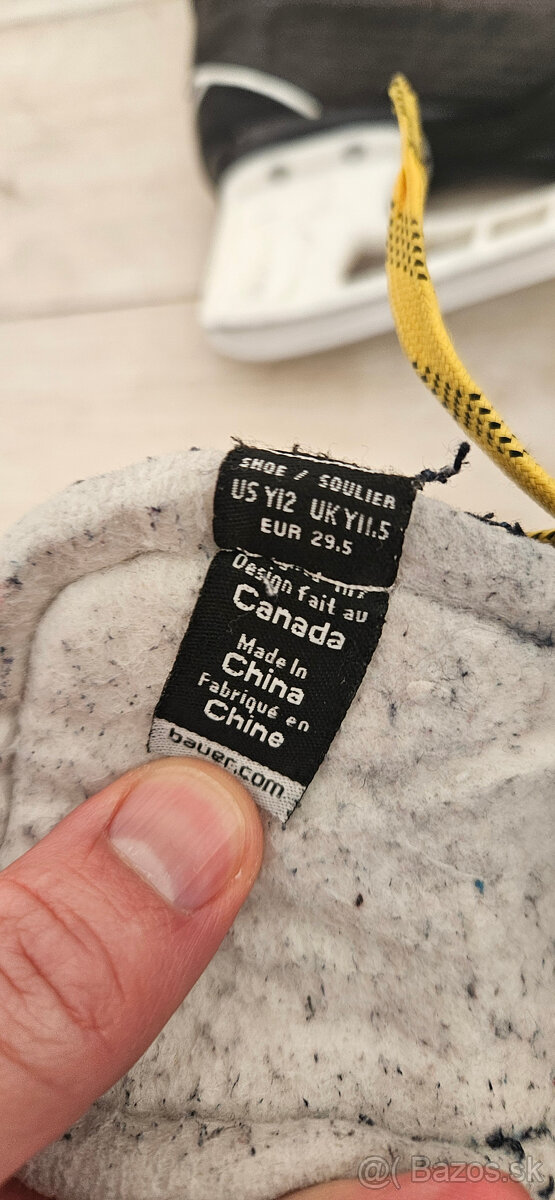 SHOE / SOULIER
US Y12 UK Y11.5
EUR 29.5
Design fait au
Canada
Made In
China
Fabriqué en
Chine
bauer.com
Bazos.sk